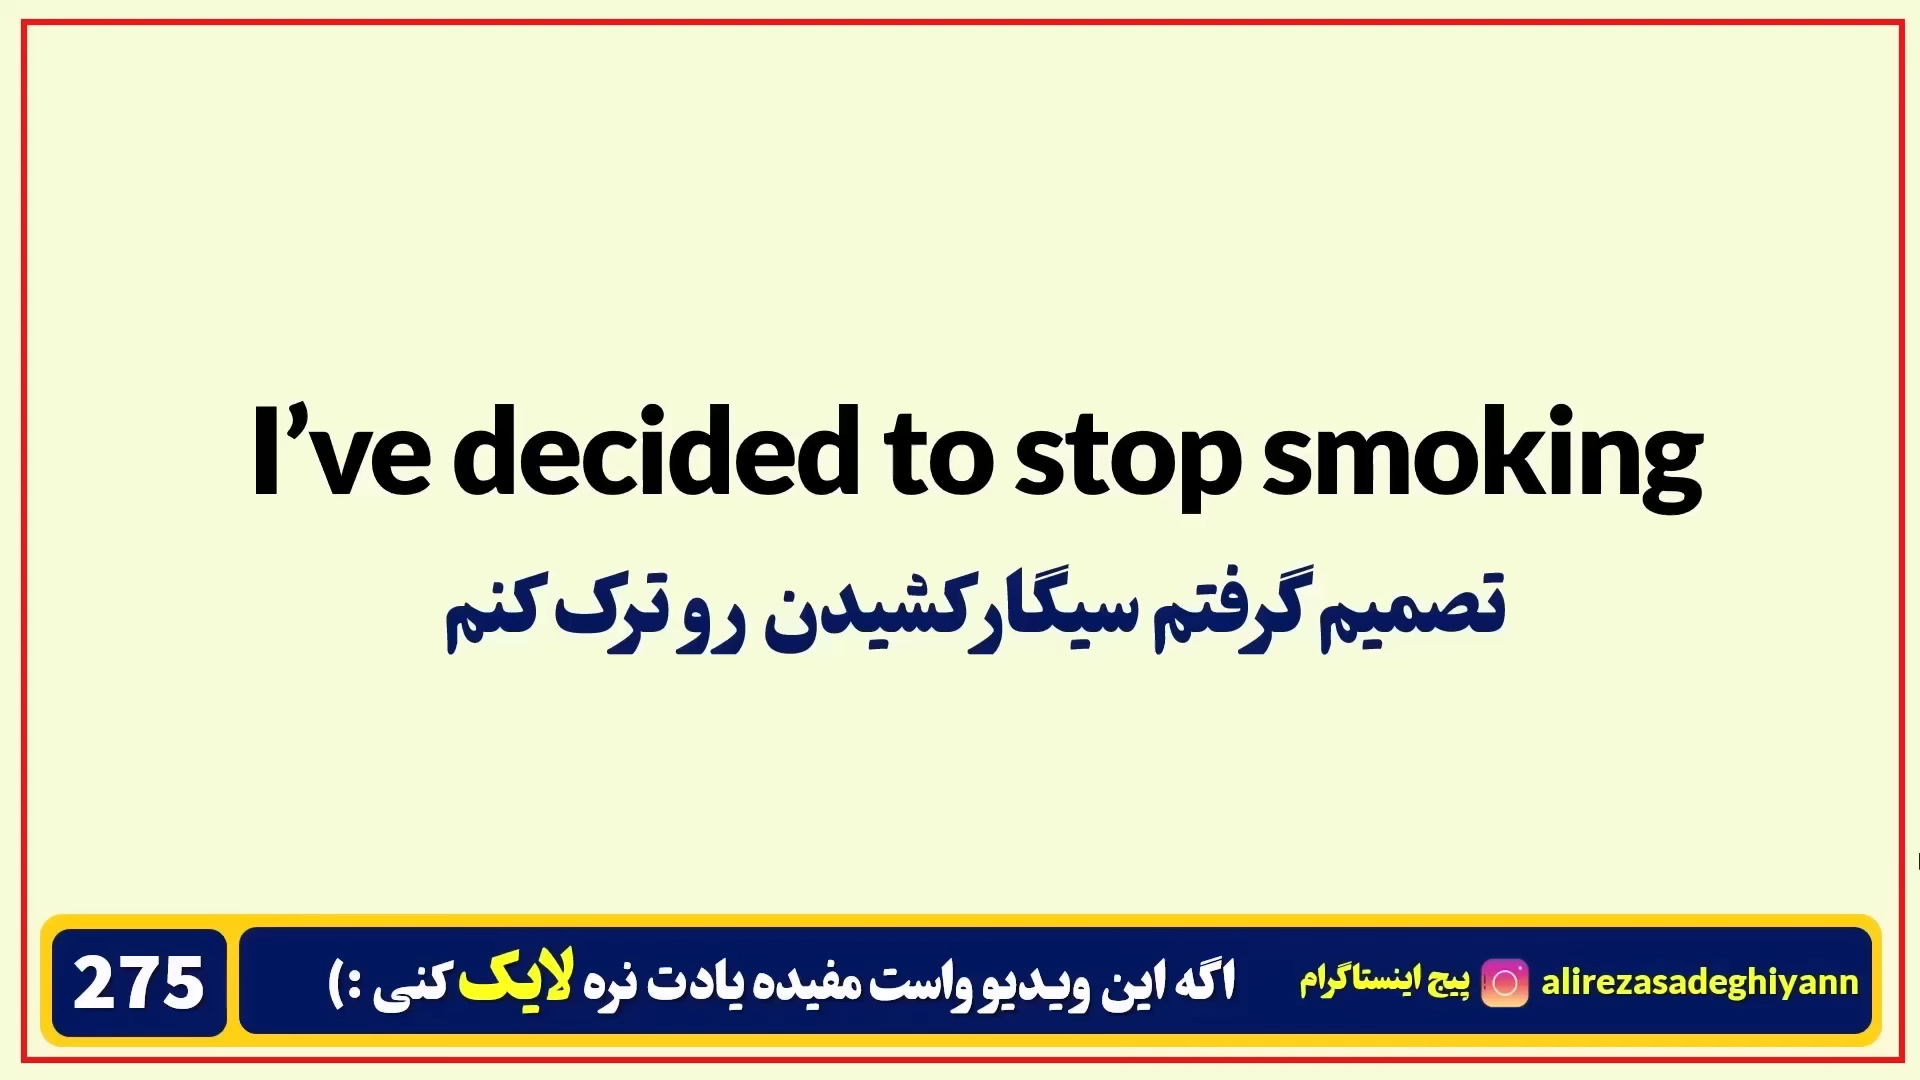 I’ve decided to stop smoking
تصمیم گرفتم سیگار کشیدن رو ترک کنم
275
اگه این ویدیو واست مفیده یادت نره لایک کنی :)
پیج اینستاگرام
alirezasadeghiyann